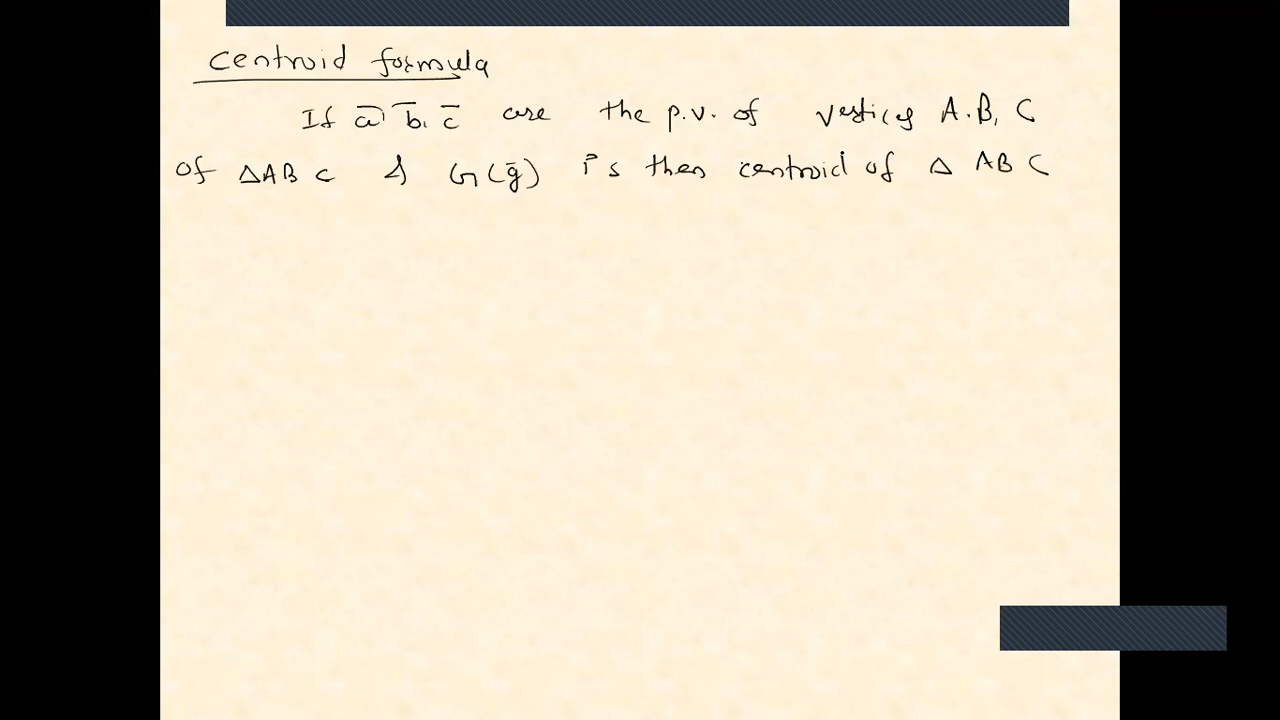 Centroid formula
If a̅, b̅, c̅ are the p.v. of vertices A.B, C
of ΔABC & G(g̅) is then centroid of Δ ABC